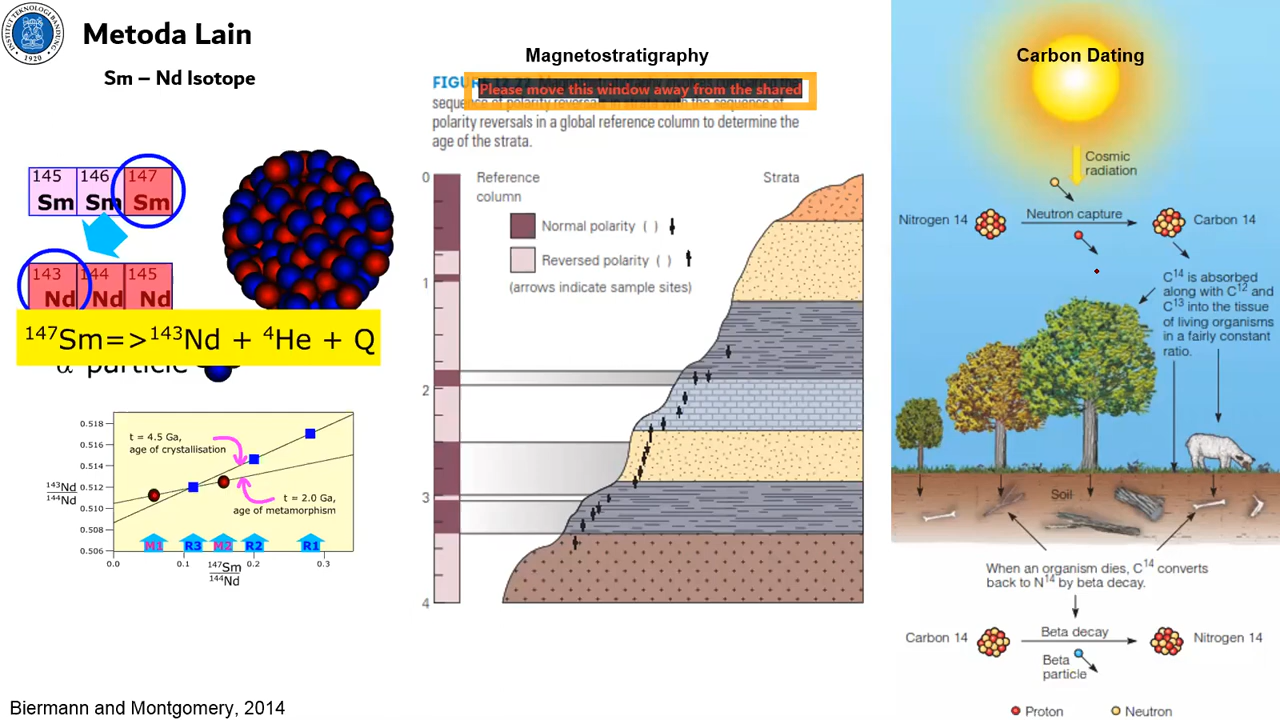 INSTITUT TEKNOLOGI BANDUNG
1920
Metoda Lain
Sm – Nd Isotope
145 146 147
Sm Sm Sm
143 144 145
Nd Nd Nd
147Sm=>143Nd + 4He + Q
α particle
0.518
0.516
0.514
0.512
0.510
0.508
0.506
143Nd
144Nd
t = 4.5 Ga,
age of crystallisation
t = 2.0 Ga,
age of metamorphism
M1 R3 M2 R2 R1
0.0 0.1 0.2 0.3
147Sm
144Nd
Biermann and Montgomery, 2014
Magnetostratigraphy
Please move this window away from the shared
sequence of polarity reversals in strata with the sequence of
polarity reversals in a global reference column to determine the
age of the strata.
0
1
2
3
4
Reference
column
Strata
Normal polarity ( )
Reversed polarity ( )
(arrows indicate sample sites)
Carbon Dating
Cosmic
radiation
Nitrogen 14
Neutron capture
Carbon 14
C14 is absorbed
along with C12 and
C13 into the tissue
of living organisms
in a fairly constant
ratio.
Soil
When an organism dies, C14 converts
back to N14 by beta decay.
Carbon 14
Beta decay
Nitrogen 14
Beta
particle
Proton
Neutron